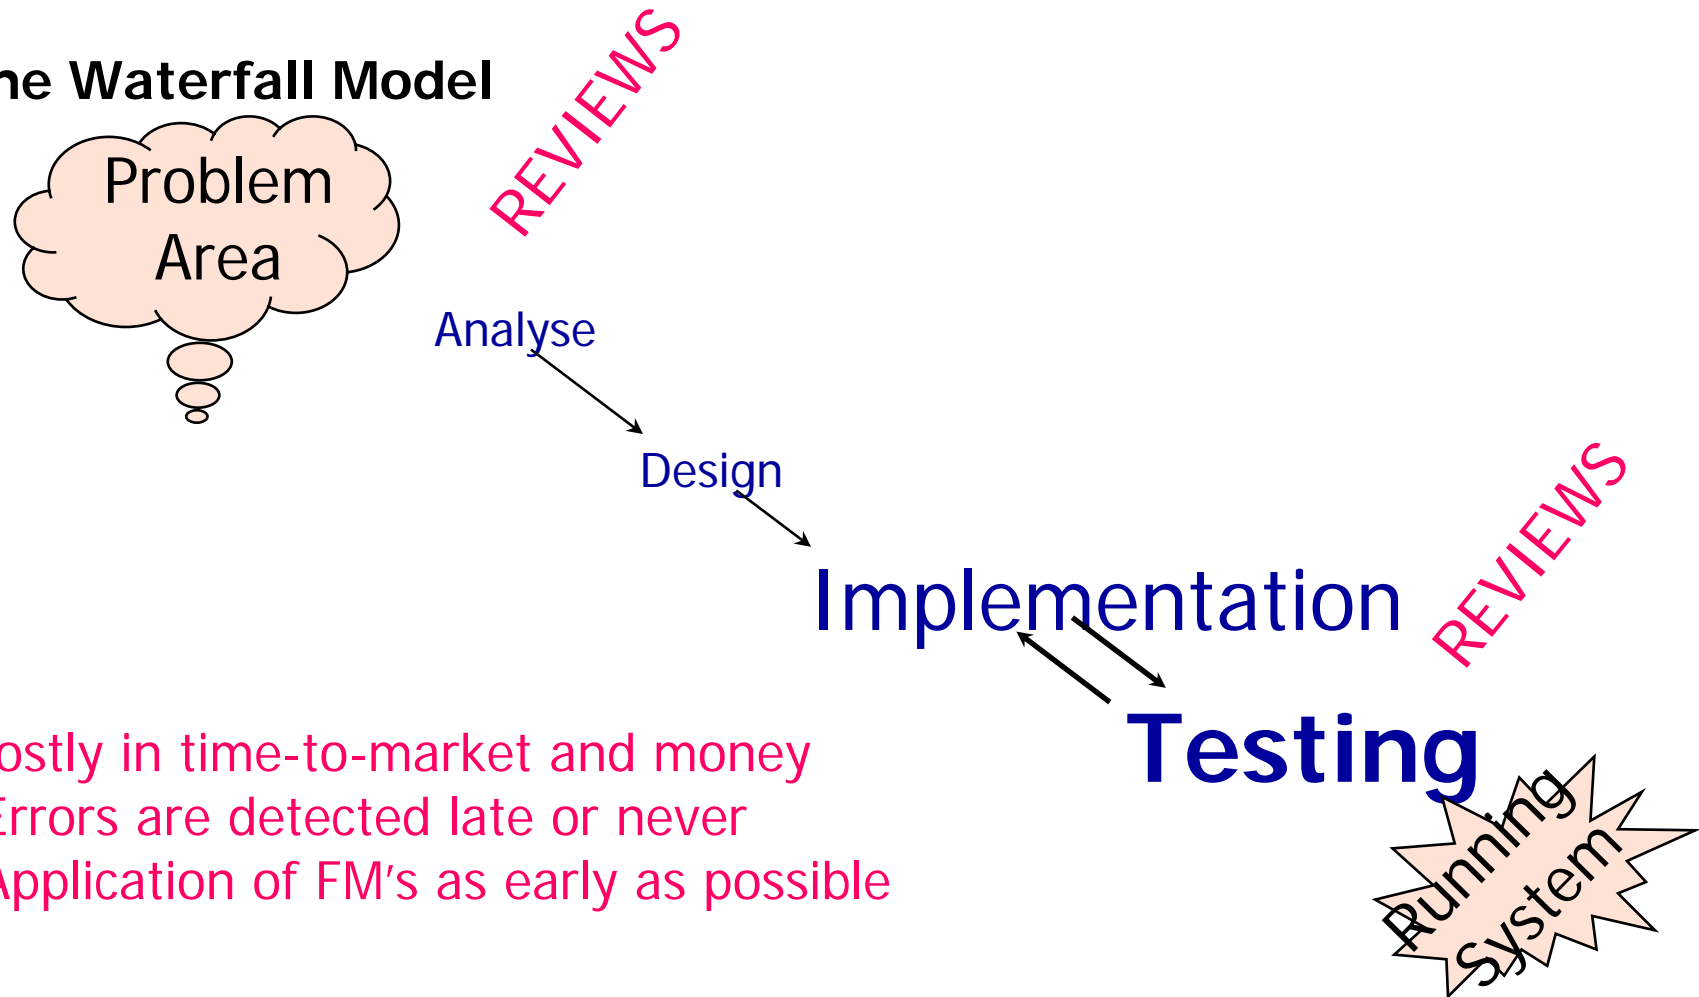 ne Waterfall Model
REVIEWS
Problem
Area
Analyse
Design
Implementation
REVIEWS
Testing
ostly in time-to-market and money
Errors are detected late or never
Application of FM's as early as possible
Running
System